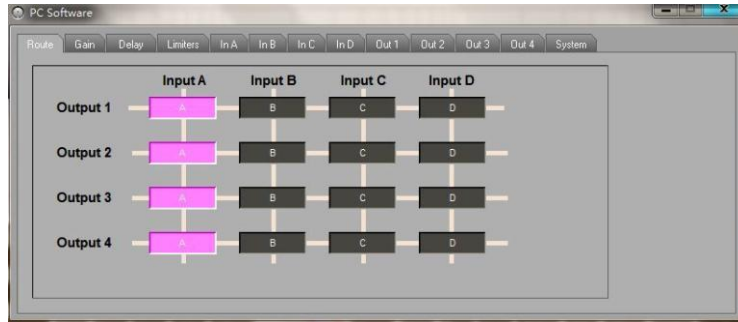 PC Software
Route Gain Delay Limiters In A In B In C In D Out 1 Out 2 Out 3 Out 4 System
Input A Input B Input C Input D
Output 1 A B C D
Output 2 A B C D
Output 3 A B C D
Output 4 A B C D